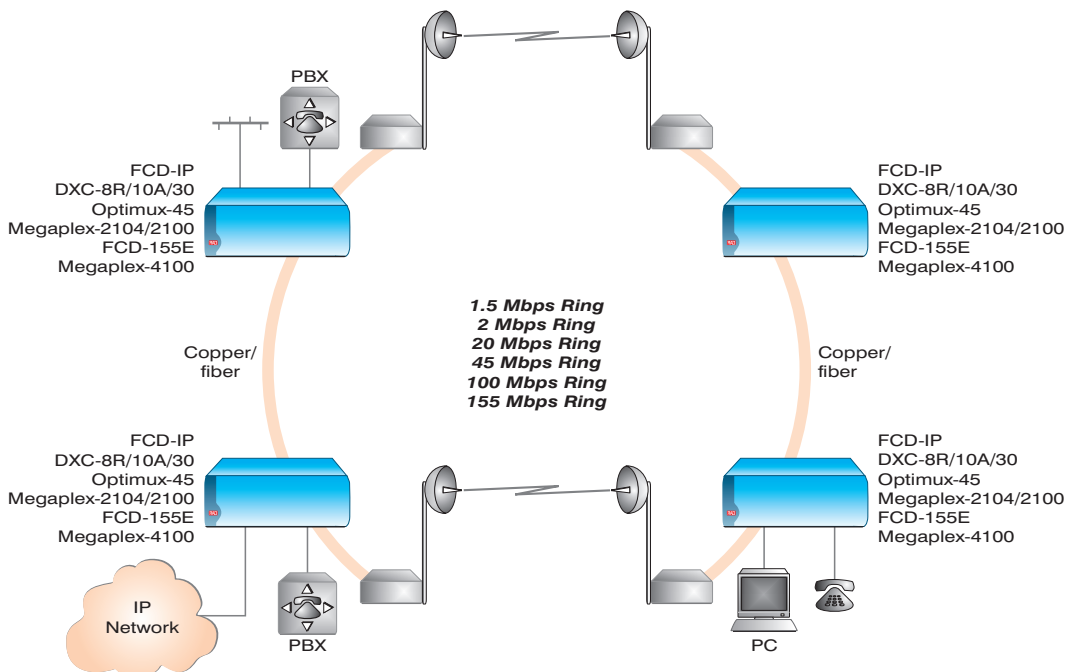 PBX
FCD-IP
DXC-8R/10A/30
Optimux-45
Megaplex-2104/2100
FCD-155E
Megaplex-4100
FCD-IP
DXC-8R/10A/30
Optimux-45
Megaplex-2104/2100
FCD-155E
Megaplex-4100
1.5 Mbps Ring
2 Mbps Ring
20 Mbps Ring
45 Mbps Ring
100 Mbps Ring
155 Mbps Ring
Copper/
fiber
Copper/
fiber
FCD-IP
DXC-8R/10A/30
Optimux-45
Megaplex-2104/2100
FCD-155E
Megaplex-4100
FCD-IP
DXC-8R/10A/30
Optimux-45
Megaplex-2104/2100
FCD-155E
Megaplex-4100
IP
Network
PBX
PC